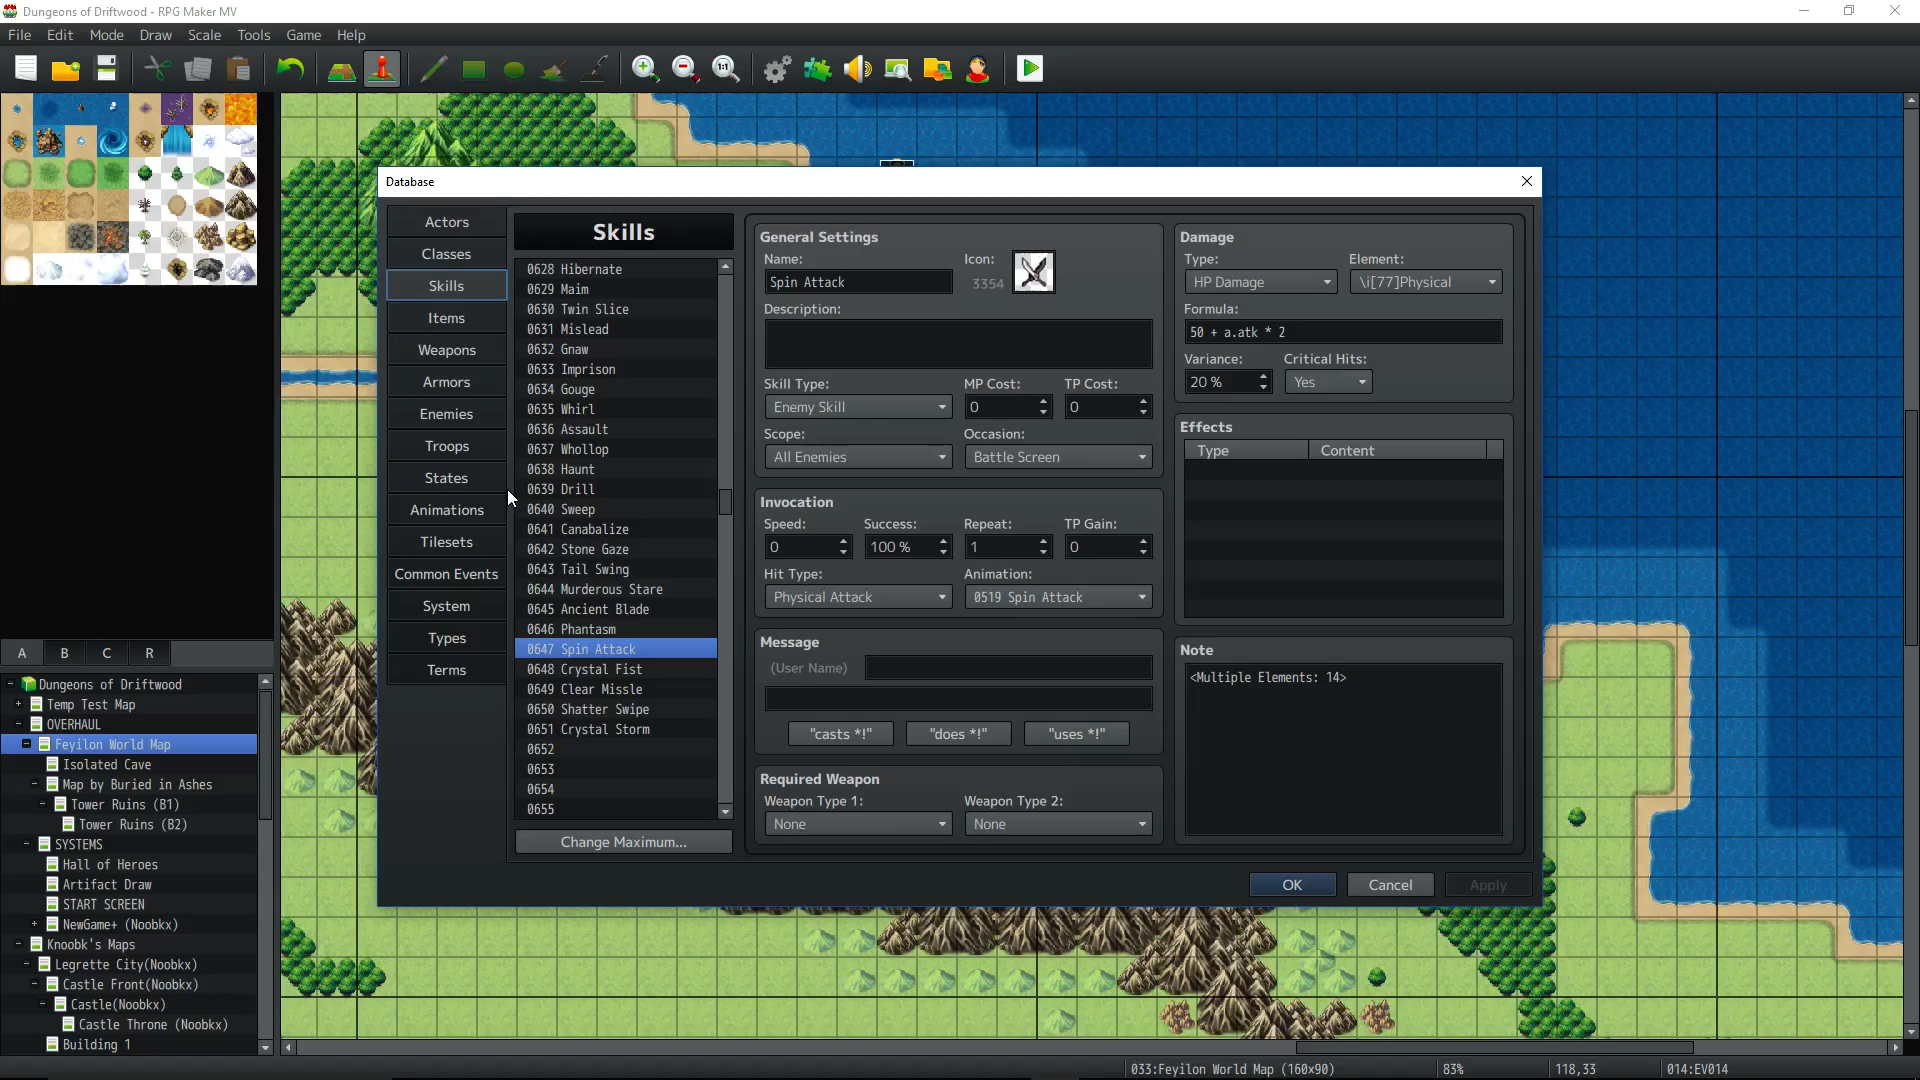 Dungeons of Driftwood - RPG Maker MV
File Edit Mode Draw Scale Tools Game Help
1:1
Database
Actors
Classes
Skills
Items
Weapons
Armors
Enemies
Troops
States
Animations
Tilesets
Common Events
System
Types
Terms
Skills
0628 Hibernate
0629 Maim
0630 Twin Slice
0631 Mislead
0632 Gnaw
0633 Imprison
0634 Gouge
0635 Whirl
0636 Assault
0637 Whollop
0638 Haunt
0639 Drill
0640 Sweep
0641 Canabalize
0642 Stone Gaze
0643 Tail Swing
0644 Murderous Stare
0645 Ancient Blade
0646 Phantasm
0647 Spin Attack
0648 Crystal Fist
0649 Clear Missle
0650 Shatter Swipe
0651 Crystal Storm
0652
0653
0654
0655
Change Maximum...
General Settings
Name: Icon:
Spin Attack 3354
Description:
Skill Type: MP Cost: TP Cost:
Enemy Skill 0 0
Scope: Occasion:
All Enemies Battle Screen
Invocation
Speed: Success: Repeat: TP Gain:
0 100 % 1 0
Hit Type: Animation:
Physical Attack 0519 Spin Attack
Message
(User Name)
"casts *!" "does *!" "uses *!"
Required Weapon
Weapon Type 1: Weapon Type 2:
None None
Damage
Type: Element:
HP Damage \i[77]Physical
Formula:
50 + a.atk * 2
Variance: Critical Hits:
20 % Yes
Effects
Type Content
Note
<Multiple Elements: 14>
OK Cancel Apply
A B C R
Dungeons of Driftwood
Temp Test Map
OVERHAUL
Feyilon World Map
Isolated Cave
Map by Buried in Ashes
Tower Ruins (B1)
Tower Ruins (B2)
SYSTEMS
Hall of Heroes
Artifact Draw
START SCREEN
NewGame+ (Noobkx)
Knoobk's Maps
Legrette City(Noobkx)
Castle Front(Noobkx)
Castle(Noobkx)
Castle Throne (Noobkx)
Building 1
033:Feyilon World Map (160x90) 83% 118,33 014:EV014